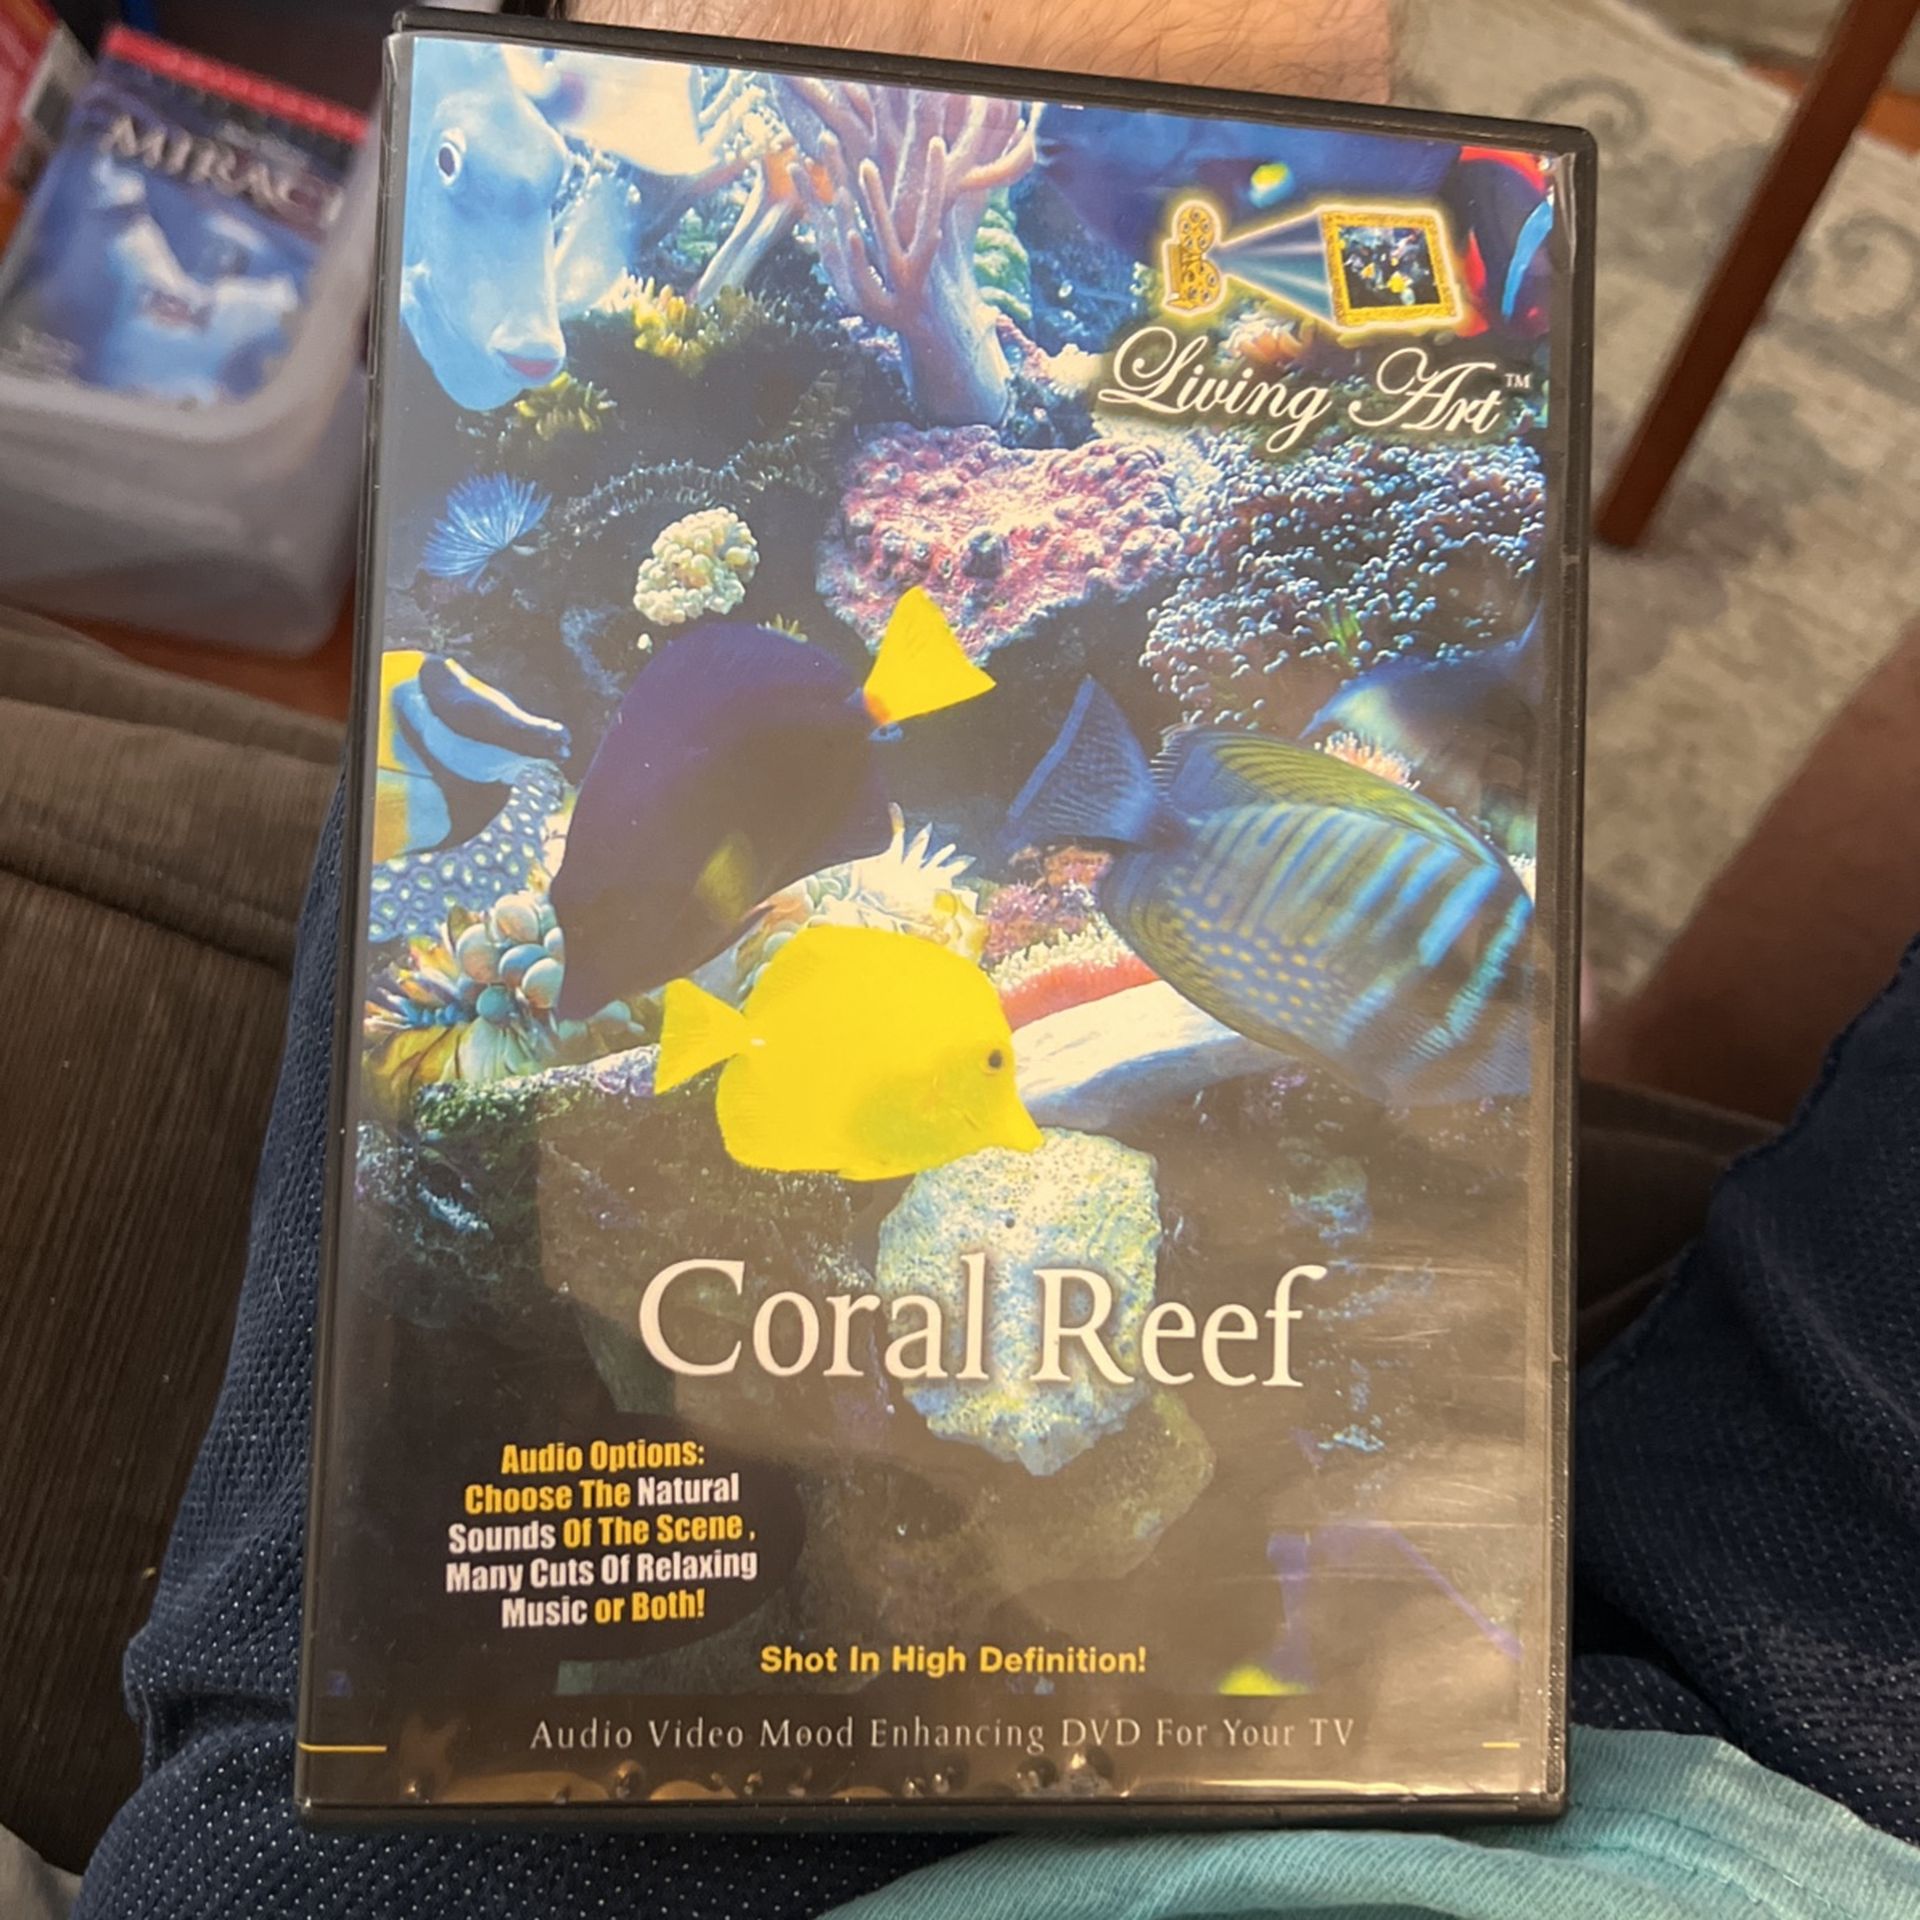 MIRACL
Living Art™
Coral Reef
Audio Options:
Choose The Natural
Sounds Of The Scene,
Many Cuts Of Relaxing
Music or Both!
Shot In High Definition!
Audio Video Mood Enhancing DVD For Your TV